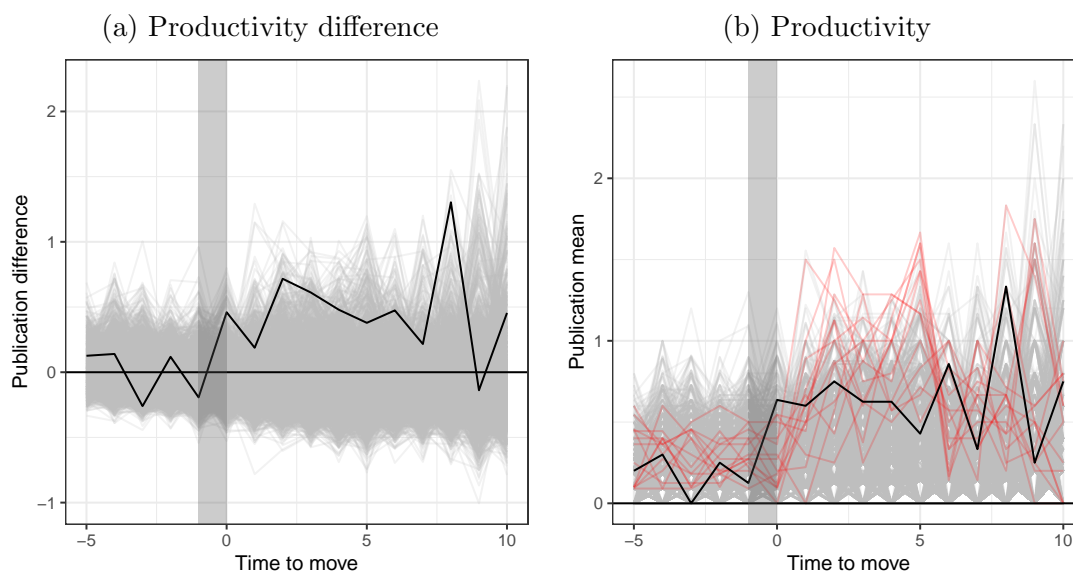 (a) Productivity difference
Publication difference
2
1
0
−1
−5
0
5
10
Time to move
(b) Productivity
Publication mean
2
1
0
−5
0
5
10
Time to move